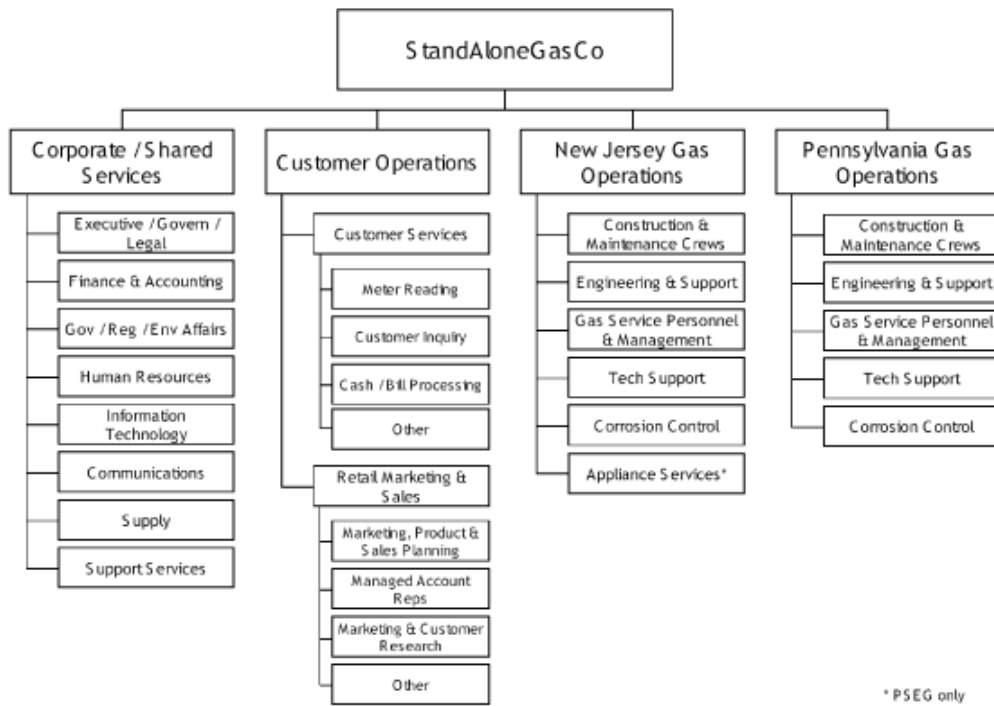 StandAloneGasCo
Corporate / Shared
Services
Executive / Govern /
Legal
Finance & Accounting
Gov / Reg / Env Affairs
Human Resources
Information
Technology
Communications
Supply
Support Services
Customer Operations
Customer Services
Meter Reading
Customer Inquiry
Cash / Bill Processing
Other
Retail Marketing &
Sales
Marketing, Product &
Sales Planning
Managed Account
Reps
Marketing & Customer
Research
Other
New Jersey Gas
Operations
Construction &
Maintenance Crews
Engineering & Support
Gas Service Personnel
& Management
Tech Support
Corrosion Control
Appliance Services*
Pennsylvania Gas
Operations
Construction &
Maintenance Crews
Engineering & Support
Gas Service Personnel
& Management
Tech Support
Corrosion Control
* PSEG only